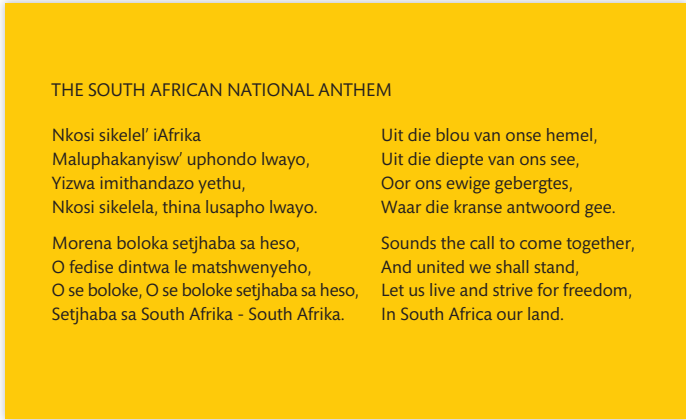 THE SOUTH AFRICAN NATIONAL ANTHEM
Nkosi sikelel’ iAfrika
Maluphakanyisw’ uphondo lwayo,
Yizwa imithandazo yethu,
Nkosi sikelela, thina lusapho lwayo.
Morena boloka setjhaba sa heso,
O fedise dintwa le matshwenyeho,
O se boloke, O se boloke setjhaba sa heso,
Setjhaba sa South Afrika - South Afrika.
Uit die blou van onse hemel,
Uit die diepte van ons see,
Oor ons ewige gebergtes,
Waar die kranse antwoord gee.
Sounds the call to come together,
And united we shall stand,
Let us live and strive for freedom,
In South Africa our land.